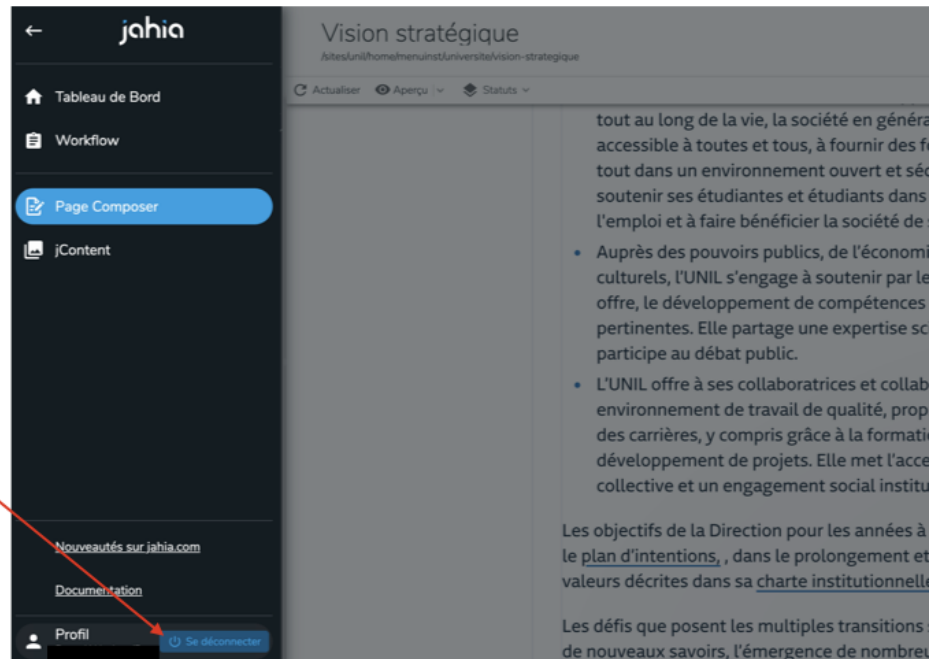 jahia
Tableau de Bord
Workflow
Page Composer
jContent
Nouveautés sur jahia.com
Documentation
Profil
Se déconnecter
Vision stratégique
/sites/unil/home/menuinst/universite/vision-strategique
Actualiser Aperçu Statuts
tout au long de la vie, la société en généra
accessible à toutes et tous, à fournir des f
tout dans un environnement ouvert et séc
soutenir ses étudiantes et étudiants dans
l'emploi et à faire bénéficier la société de
• Auprès des pouvoirs publics, de l'économi
culturels, l'UNIL s'engage à soutenir par le
offre, le développement de compétences
pertinentes. Elle partage une expertise sc
participe au débat public.
• L'UNIL offre à ses collaboratrices et collab
environnement de travail de qualité, prop
des carrières, y compris grâce à la formati
développement de projets. Elle met l'acce
collective et un engagement social institu
Les objectifs de la Direction pour les années à
le plan d'intentions, , dans le prolongement et
valeurs décrites dans sa charte institutionnelle
Les défis que posent les multiples transitions
de nouveaux savoirs, l'émergence de nombreu